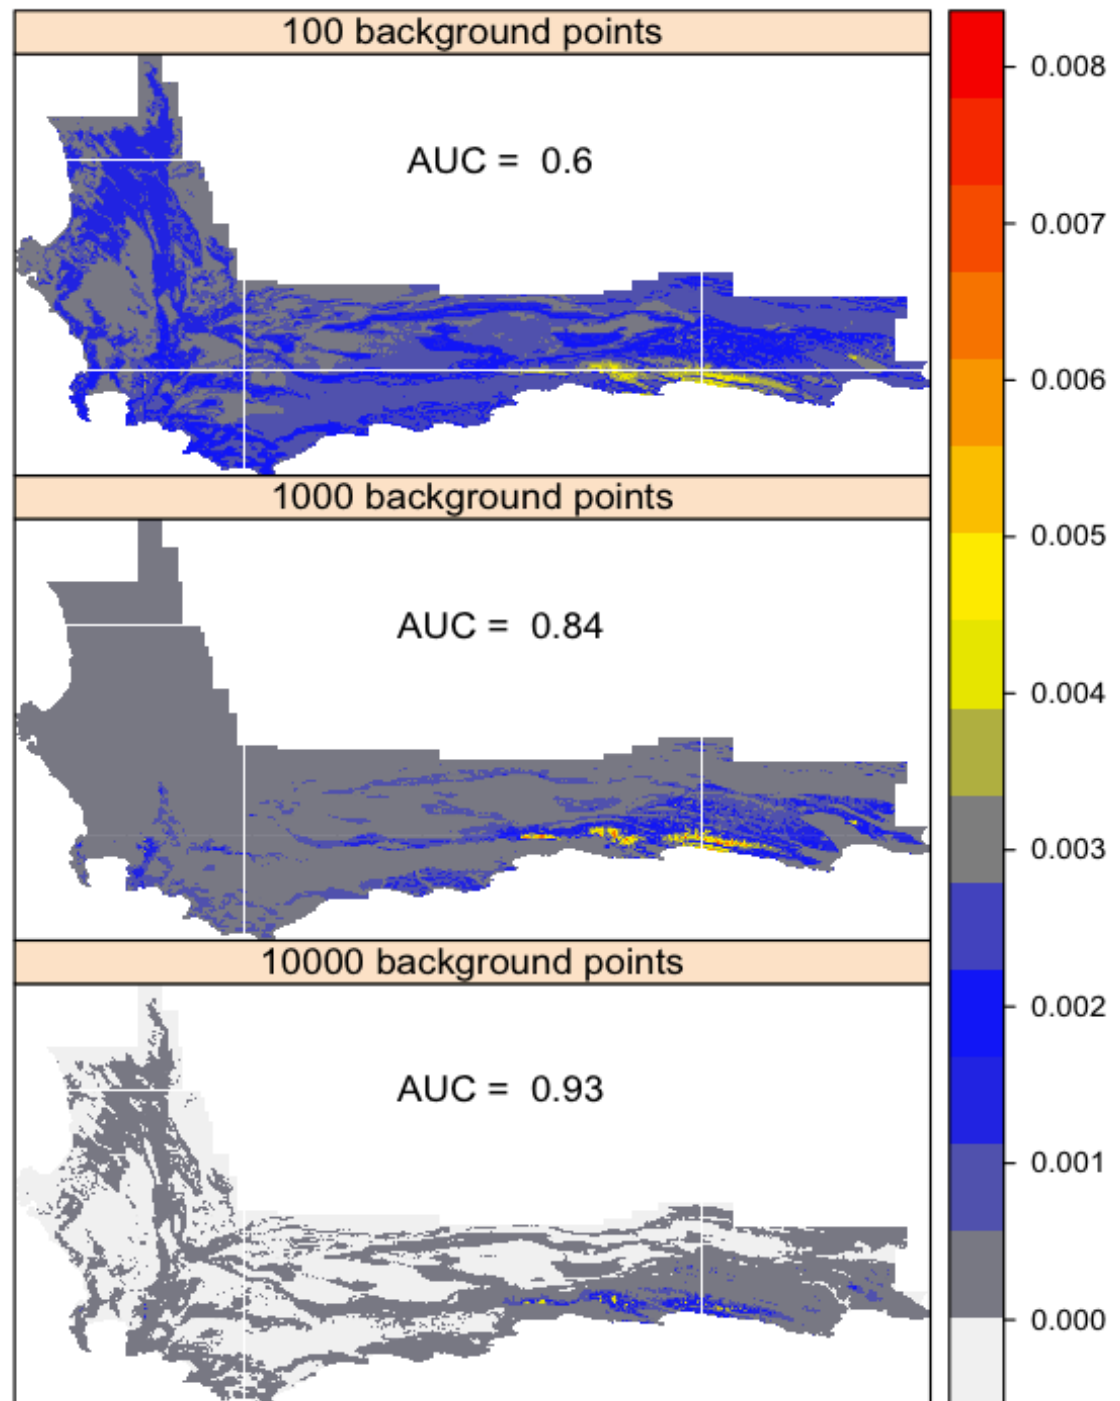 100 background points
AUC = 0.6
1000 background points
AUC = 0.84
10000 background points
AUC = 0.93
0.008
0.007
0.006
0.005
0.004
0.003
0.002
0.001
0.000